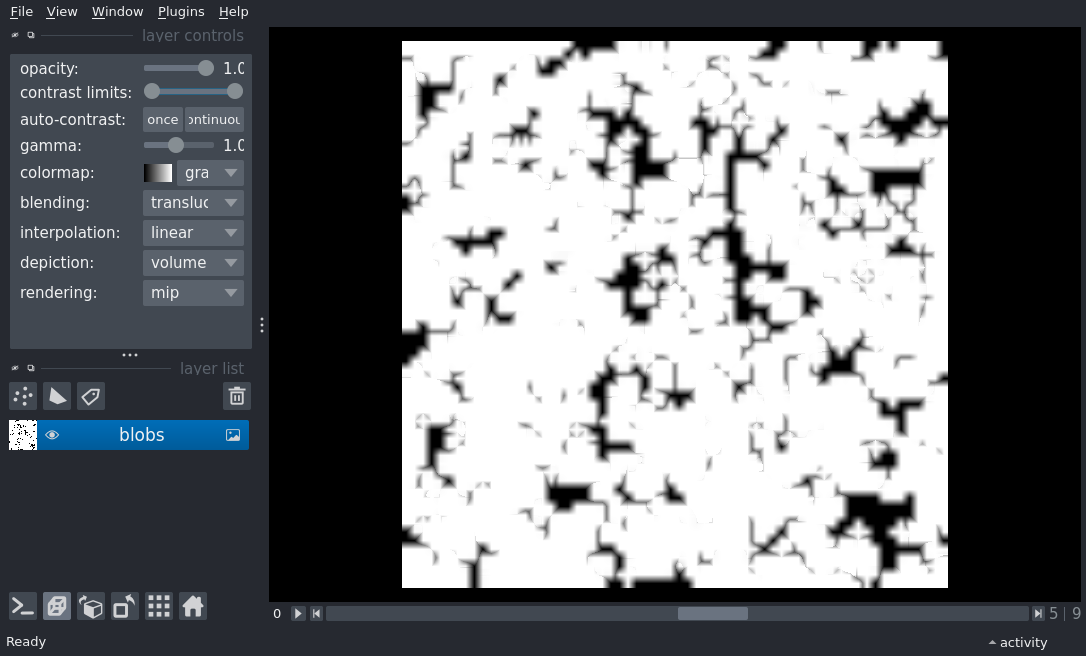 File View Window Plugins Help
layer controls
opacity: 1.0
contrast limits:
auto-contrast: once ontinuou
gamma: 1.0
colormap: gra
blending: transluc
interpolation: linear
depiction: volume
rendering: mip
layer list
blobs
0 5 | 9
Ready activity